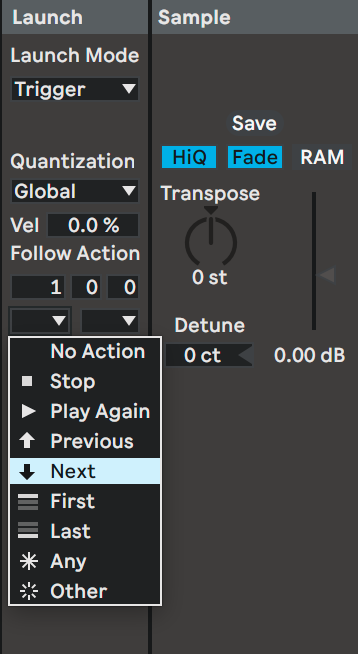 Launch
Launch Mode
Trigger
Quantization
Global
Vel 0.0 %
Follow Action
1 0 0
No Action
Stop
Play Again
Previous
Next
First
Last
Any
Other
Sample
Save
HiQ Fade RAM
Transpose
0 st
Detune
0 ct 0.00 dB